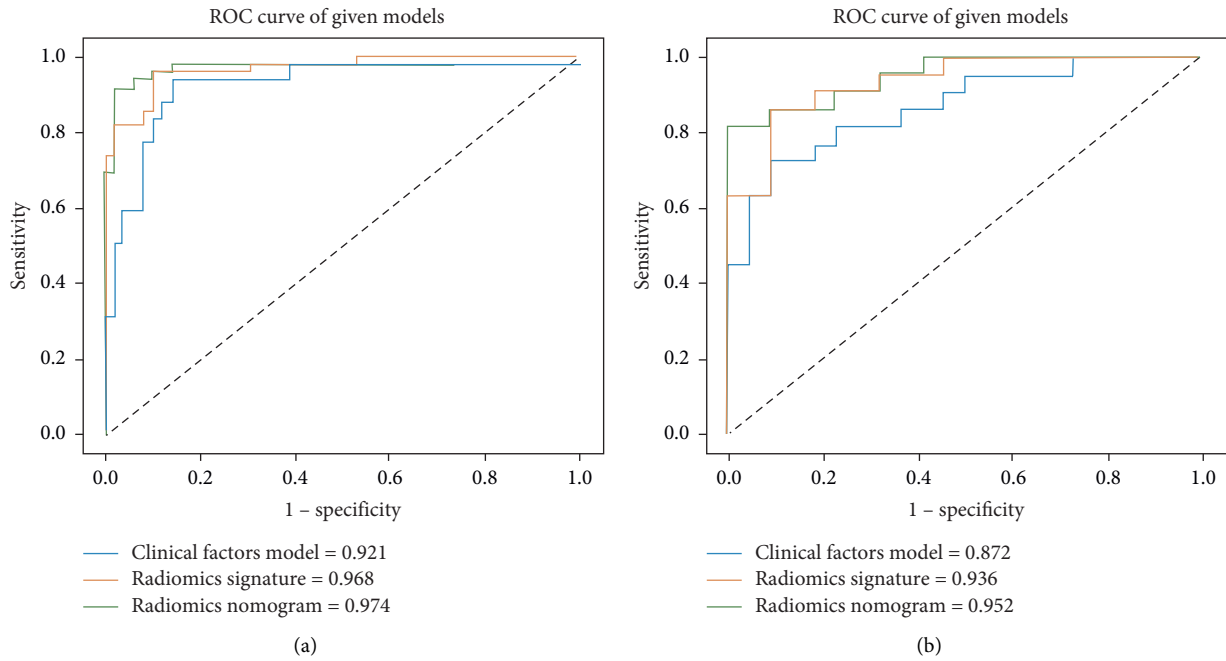 ROC curve of given models
Sensitivity
1.0
0.8
0.6
0.4
0.2
0.0
0.0 0.2 0.4 0.6 0.8 1.0
1 – specificity
Clinical factors model = 0.921
Radiomics signature = 0.968
Radiomics nomogram = 0.974
(a)
ROC curve of given models
Sensitivity
1.0
0.8
0.6
0.4
0.2
0.0
0.0 0.2 0.4 0.6 0.8 1.0
1 – specificity
Clinical factors model = 0.872
Radiomics signature = 0.936
Radiomics nomogram = 0.952
(b)